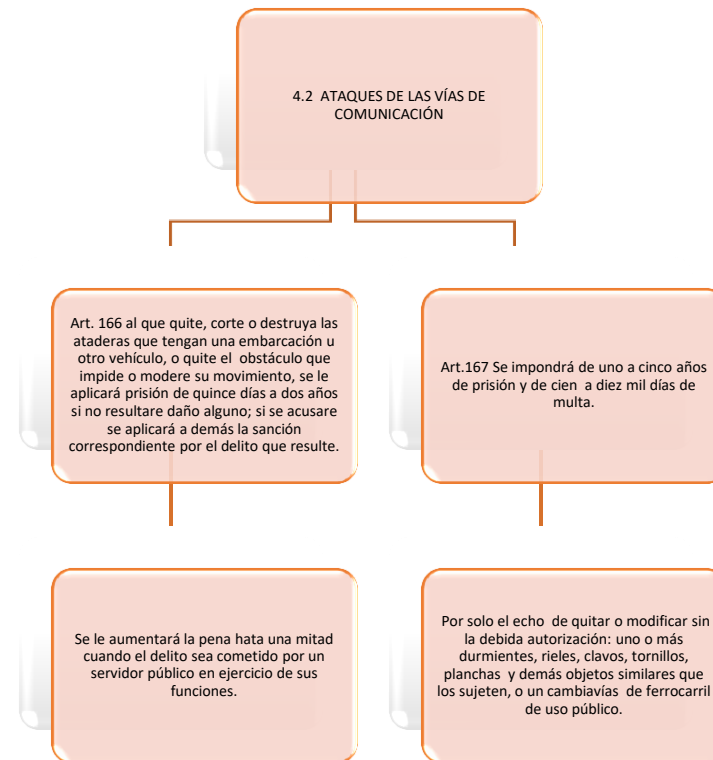 4.2 ATAQUES DE LAS VÍAS DE
COMUNICACIÓN
Art. 166 al que quite, corte o destruya las
ataderas que tengan una embarcación u
otro vehículo, o quite el obstáculo que
impide o modere su movimiento, se le
aplicará prisión de quince días a dos años
si no resultare daño alguno; si se acusare
se aplicará a demás la sanción
correspondiente por el delito que resulte.
Art.167 Se impondrá de uno a cinco años
de prisión y de cien a diez mil días de
multa.
Se le aumentará la pena hata una mitad
cuando el delito sea cometido por un
servidor público en ejercicio de sus
funciones.
Por solo el echo de quitar o modificar sin
la debida autorización: uno o más
durmientes, rieles, clavos, tornillos,
planchas y demás objetos similares que
los sujeten, o un cambiavías de ferrocarril
de uso público.